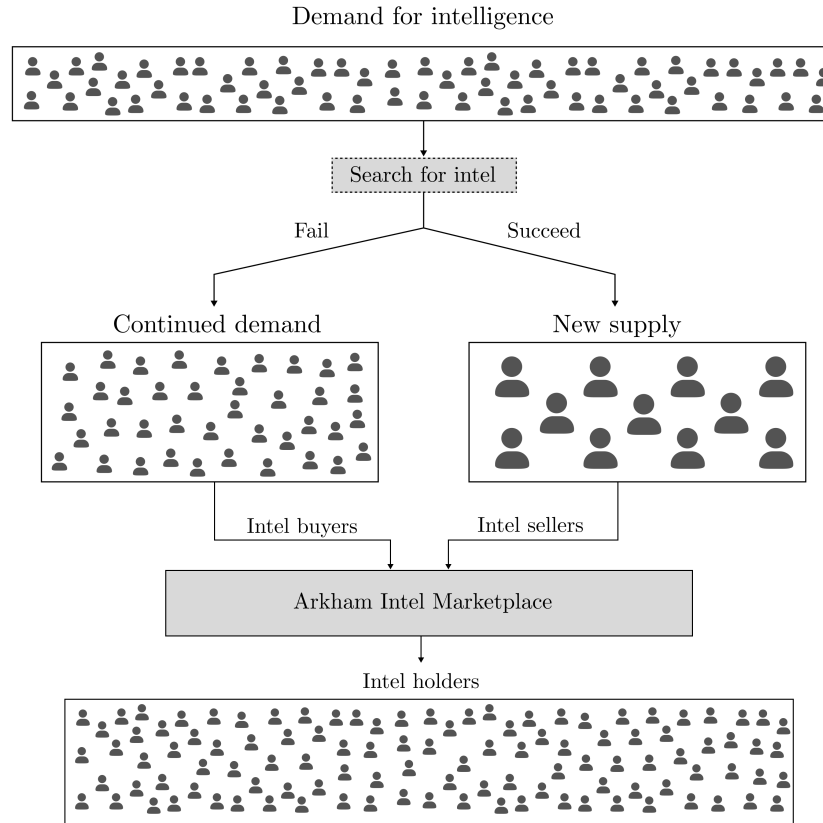 Demand for intelligence
Search for intel
Fail
Succeed
Continued demand
New supply
Intel buyers
Intel sellers
Arkham Intel Marketplace
Intel holders